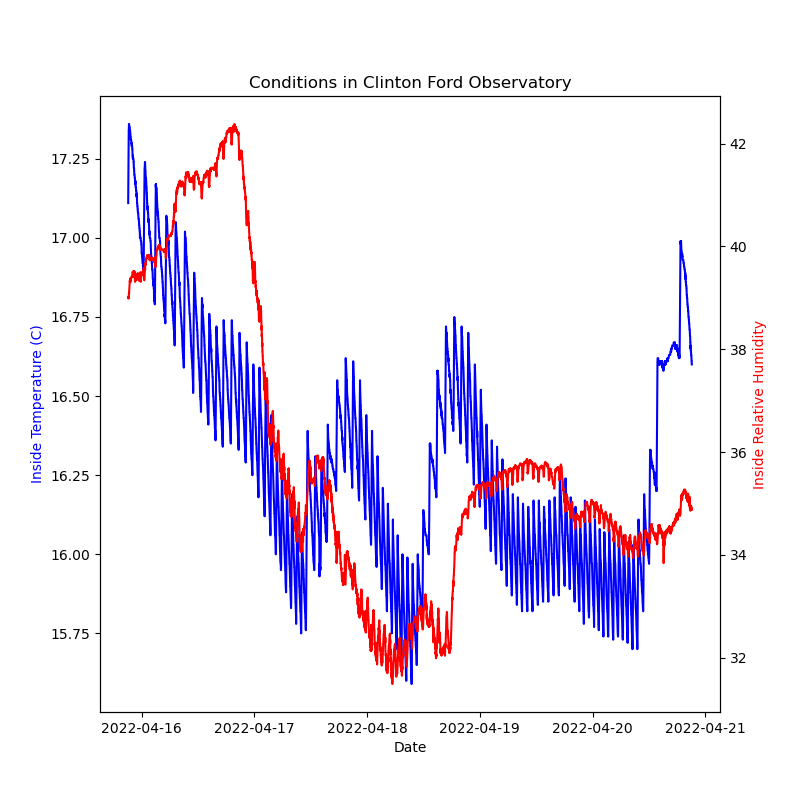 Conditions in Clinton Ford Observatory
Inside Temperature (C)
17.25
17.00
16.75
16.50
16.25
16.00
15.75
42
40
38
36
34
32
Inside Relative Humidity
2022-04-16 2022-04-17 2022-04-18 2022-04-19 2022-04-20 2022-04-21
Date